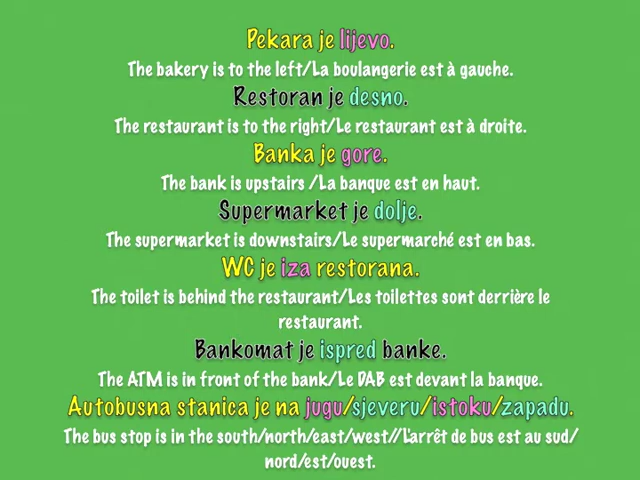 Pekara je lijevo.
The bakery is to the left/La boulangerie est à gauche.
Restoran je desno.
The restaurant is to the right/Le restaurant est à droite.
Banka je gore.
The bank is upstairs /La banque est en haut.
Supermarket je dolje.
The supermarket is downstairs/Le supermarché est en bas.
WC je iza restorana.
The toilet is behind the restaurant/Les toilettes sont derrière le
restaurant.
Bankomat je ispred banke.
The ATM is in front of the bank/Le DAB est devant la banque.
Autobusna stanica je na jugu/sjeveru/istoku/zapadu.
The bus stop is in the south/north/east/west//L'arrêt de bus est au sud/
nord/est/ouest.